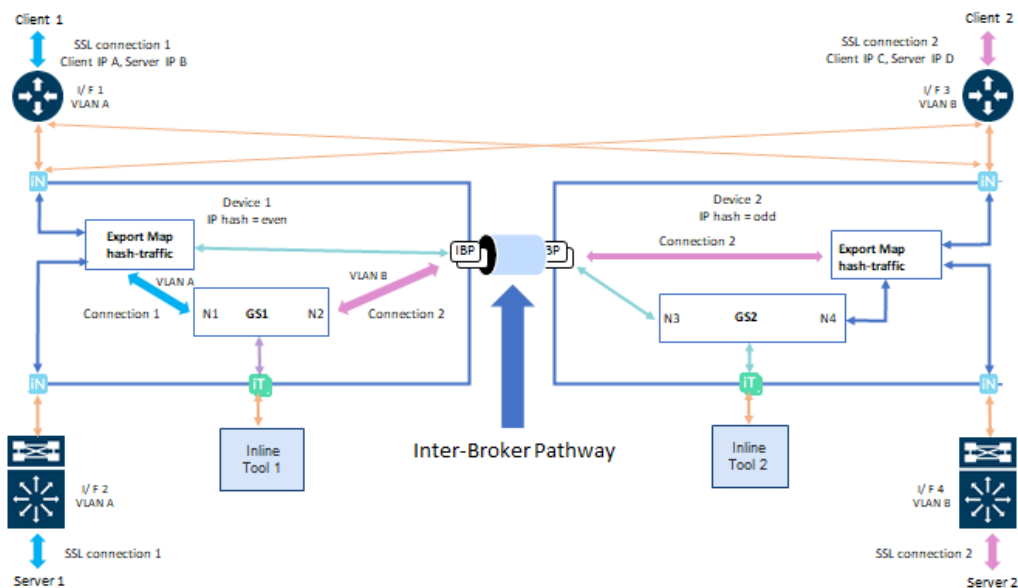 Client 1
Client 2
SSL connection 1
Client IP A, Server IP B
SSL connection 2
Client IP C, Server IP D
I/F 1
VLAN A
I/F 3
VLAN B
iN
iN
Device 1
IP hash = even
Device 2
IP hash = odd
Export Map
hash-traffic
IBP
BP
Connection 2
Export Map
hash-traffic
VLAN A
VLAN B
Connection 1
N1
GS1
N2
Connection 2
N3
GS2
N4
iN
iT
iT
iN
Inline
Tool 1
Inter-Broker Pathway
Inline
Tool 2
I/F 2
VLAN A
I/F 4
VLAN B
SSL connection 1
SSL connection 2
Server 1
Server 2